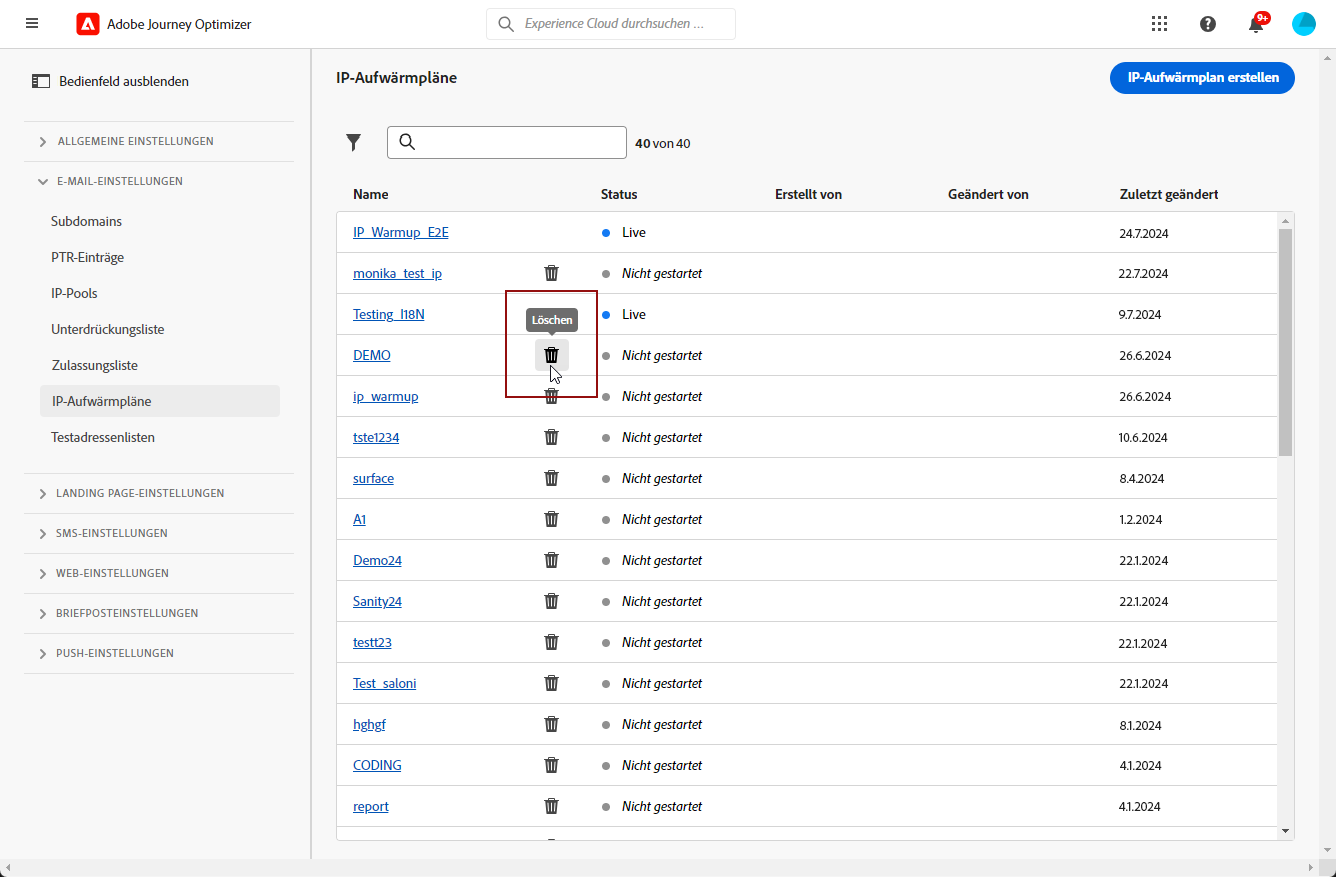 Adobe Journey Optimizer
Experience Cloud durchsuchen ...
9+
Bedienfeld ausblenden
ALLGEMEINE EINSTELLUNGEN
E-MAIL-EINSTELLUNGEN
Subdomains
PTR-Einträge
IP-Pools
Unterdrückungsliste
Zulassungsliste
IP-Aufwärmpläne
Testadressenlisten
LANDING PAGE-EINSTELLUNGEN
SMS-EINSTELLUNGEN
WEB-EINSTELLUNGEN
BRIEFPOSTEINSTELLUNGEN
PUSH-EINSTELLUNGEN
IP-Aufwärmpläne
IP-Aufwärmplan erstellen
40 von 40
Name Status Erstellt von Geändert von Zuletzt geändert
IP_Warmup_E2E Live 24.7.2024
monika_test_ip Nicht gestartet 22.7.2024
Testing_I18N Live 9.7.2024
Löschen
DEMO Nicht gestartet 26.6.2024
ip_warmup Nicht gestartet 26.6.2024
tste1234 Nicht gestartet 10.6.2024
surface Nicht gestartet 8.4.2024
A1 Nicht gestartet 1.2.2024
Demo24 Nicht gestartet 22.1.2024
Sanity24 Nicht gestartet 22.1.2024
testt23 Nicht gestartet 22.1.2024
Test_saloni Nicht gestartet 22.1.2024
hghgf Nicht gestartet 8.1.2024
CODING Nicht gestartet 4.1.2024
report Nicht gestartet 4.1.2024